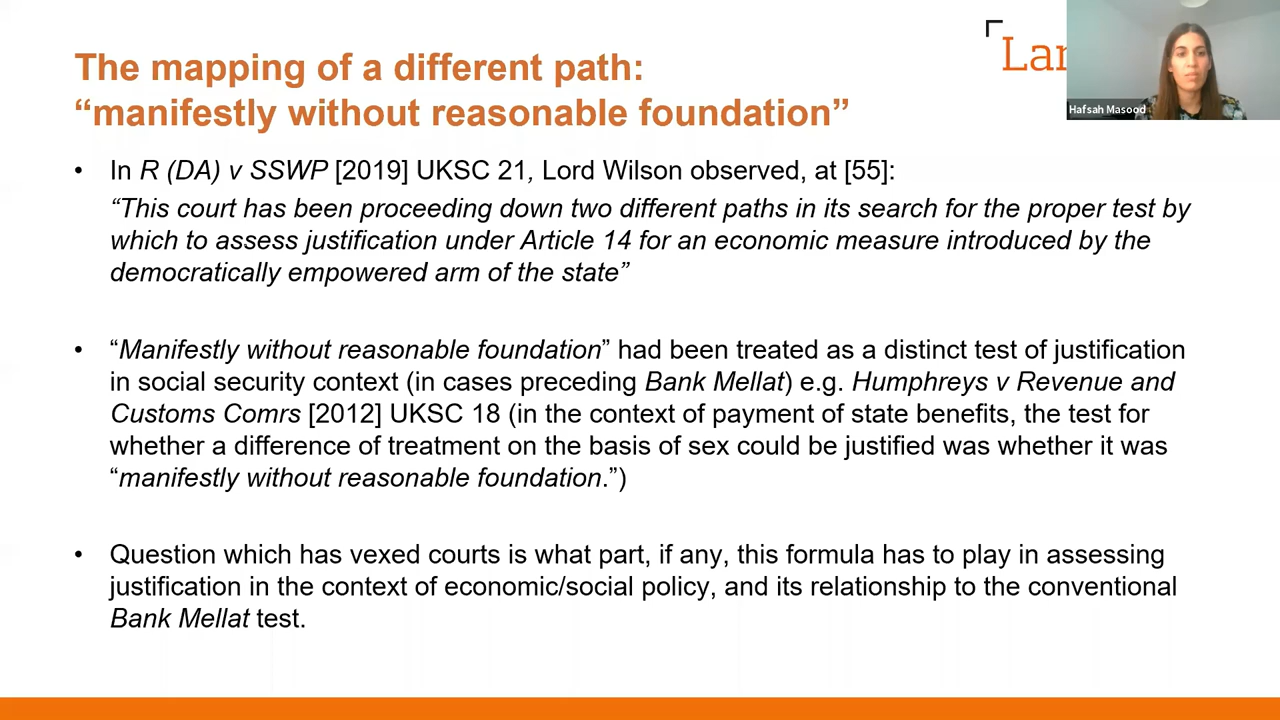 The mapping of a different path:
“manifestly without reasonable foundation”
Hafsah Masood
• In R (DA) v SSWP [2019] UKSC 21, Lord Wilson observed, at [55]:
“This court has been proceeding down two different paths in its search for the proper test by
which to assess justification under Article 14 for an economic measure introduced by the
democratically empowered arm of the state”
• “Manifestly without reasonable foundation” had been treated as a distinct test of justification
in social security context (in cases preceding Bank Mellat) e.g. Humphreys v Revenue and
Customs Comrs [2012] UKSC 18 (in the context of payment of state benefits, the test for
whether a difference of treatment on the basis of sex could be justified was whether it was
“manifestly without reasonable foundation.”)
• Question which has vexed courts is what part, if any, this formula has to play in assessing
justification in the context of economic/social policy, and its relationship to the conventional
Bank Mellat test.